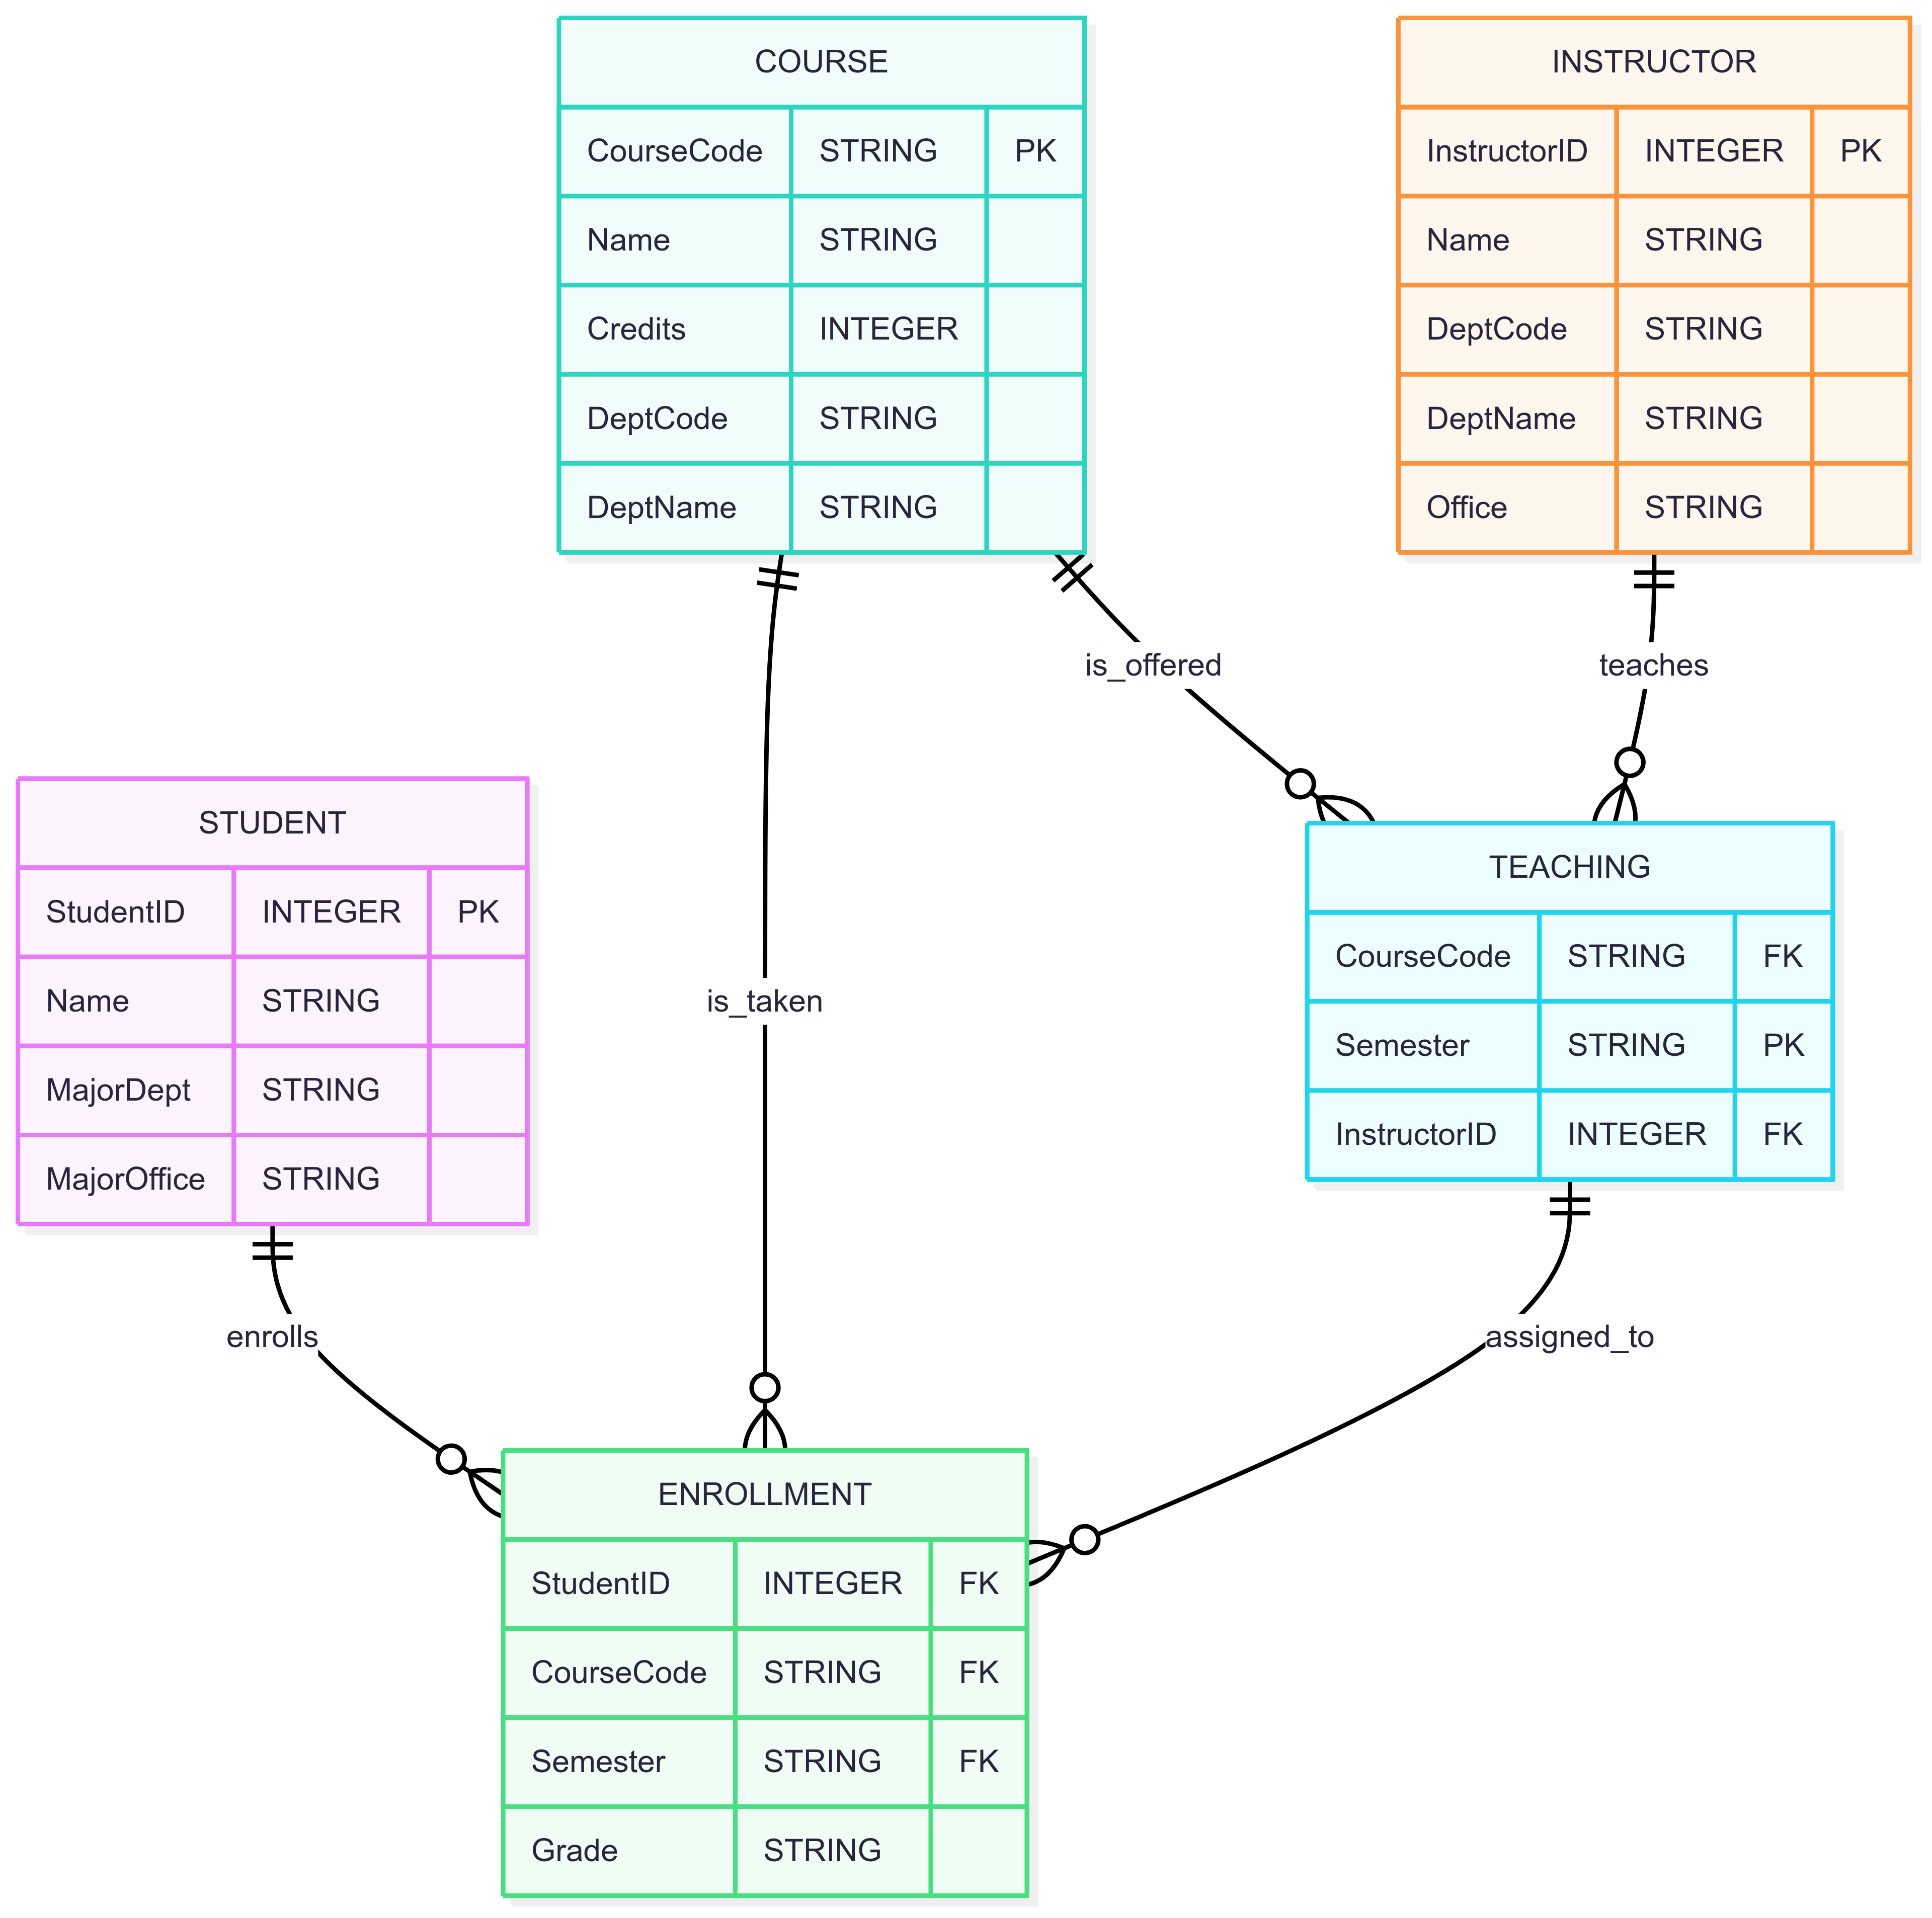 COURSE
CourseCode STRING PK
Name STRING
Credits INTEGER
DeptCode STRING
DeptName STRING
INSTRUCTOR
InstructorID INTEGER PK
Name STRING
DeptCode STRING
DeptName STRING
Office STRING
is_offered
teaches
STUDENT
StudentID INTEGER PK
Name STRING
MajorDept STRING
MajorOffice STRING
is_taken
TEACHING
CourseCode STRING FK
Semester STRING PK
InstructorID INTEGER FK
enrolls
assigned_to
ENROLLMENT
StudentID INTEGER FK
CourseCode STRING FK
Semester STRING FK
Grade STRING